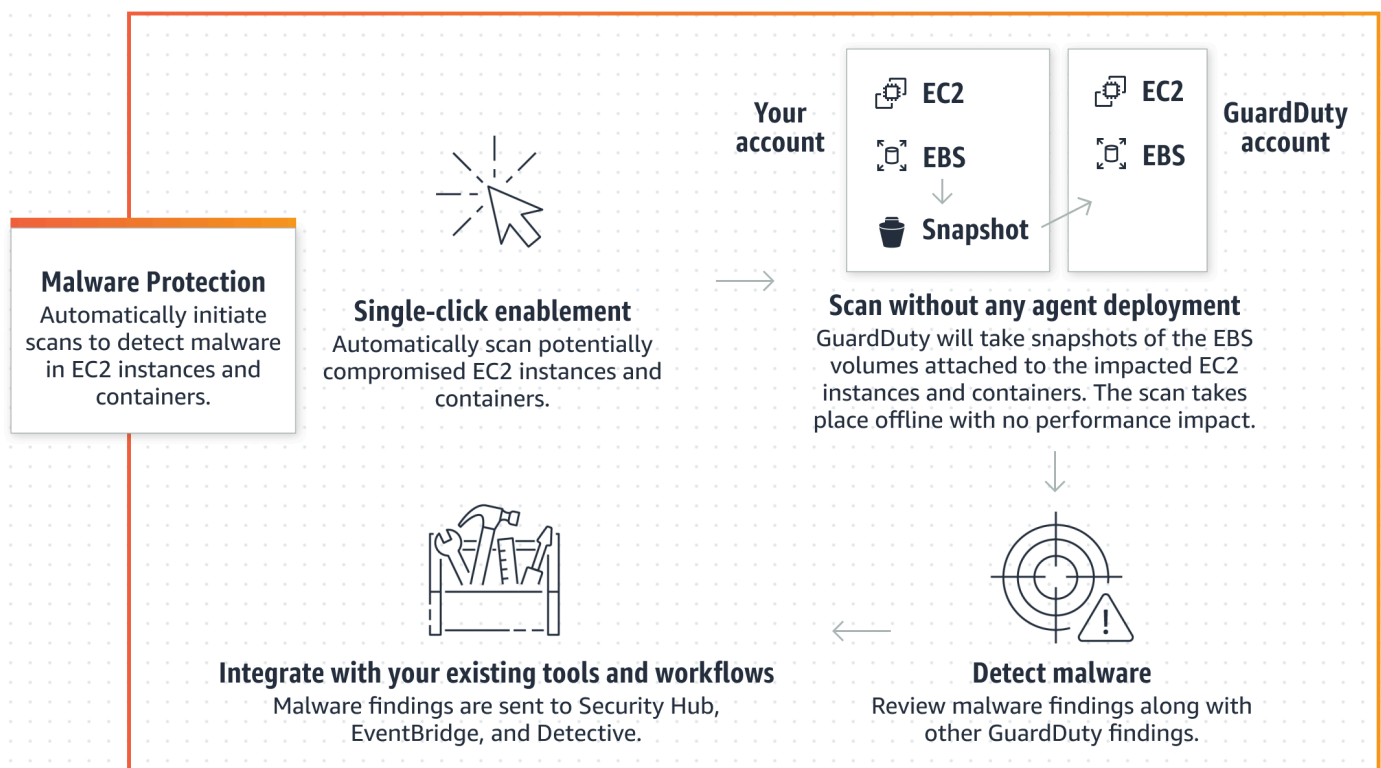 Malware Protection
Automatically initiate
scans to detect malware
in EC2 instances and
containers.
Single-click enablement
Automatically scan potentially
compromised EC2 instances and
containers.
Your
account
EC2
EBS
Snapshot
EC2
EBS
GuardDuty
account
Scan without any agent deployment
GuardDuty will take snapshots of the EBS
volumes attached to the impacted EC2
instances and containers. The scan takes
place offline with no performance impact.
Detect malware
Review malware findings along with
other GuardDuty findings.
Integrate with your existing tools and workflows
Malware findings are sent to Security Hub,
EventBridge, and Detective.